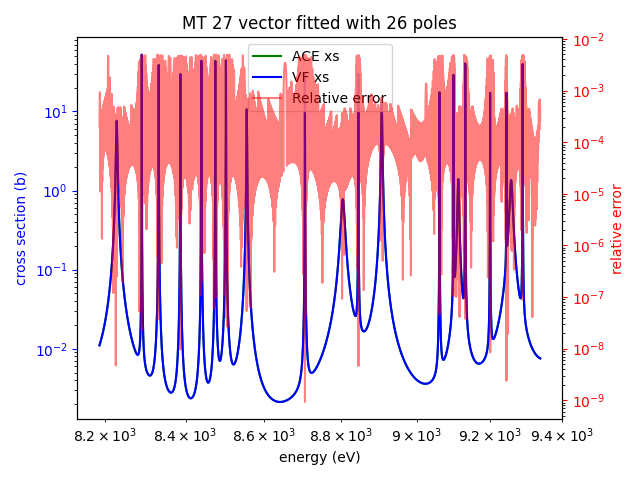 MT 27 vector fitted with 26 poles
ACE xs
VF xs
Relative error
cross section (b)
10¹
10⁰
10⁻¹
10⁻²
10⁻²
10⁻³
10⁻⁴
10⁻⁵
10⁻⁶
10⁻⁷
10⁻⁸
10⁻⁹
relative error
8.2 × 10³ 8.4 × 10³ 8.6 × 10³ 8.8 × 10³ 9 × 10³ 9.2 × 10³ 9.4 × 10³
energy (eV)